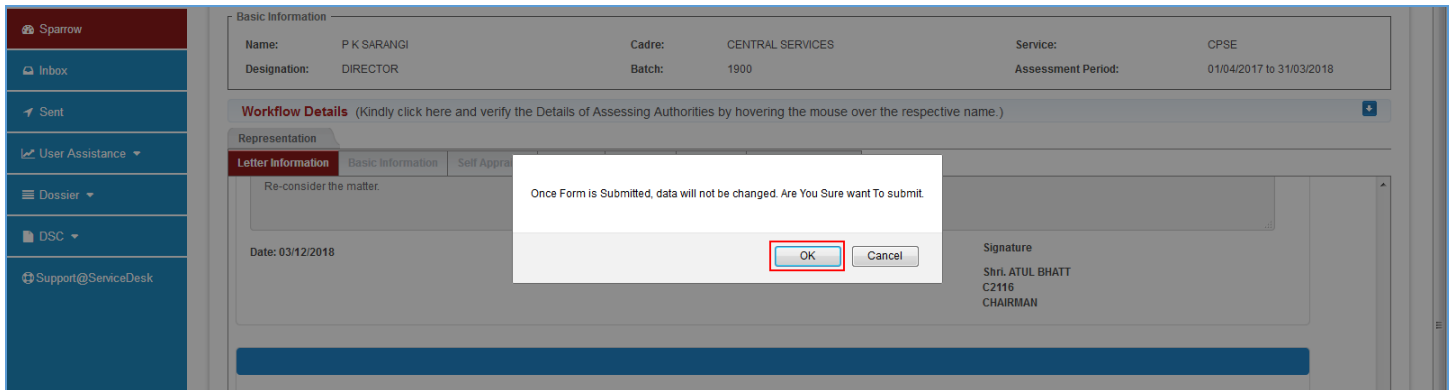 Sparrow
Inbox
Sent
User Assistance
Dossier
DSC
Support@ServiceDesk
Basic Information
Name: P K SARANGI Cadre: CENTRAL SERVICES Service: CPSE
Designation: DIRECTOR Batch: 1900 Assessment Period: 01/04/2017 to 31/03/2018
Workflow Details (Kindly click here and verify the Details of Assessing Authorities by hovering the mouse over the respective name.)
Representation
Letter Information Basic Information Self
Re-consider the matter.
Once Form is Submitted, data will not be changed. Are You Sure want To submit.
OK Cancel
Date: 03/12/2018
Signature
Shri. ATUL BHATT
C2116
CHAIRMAN